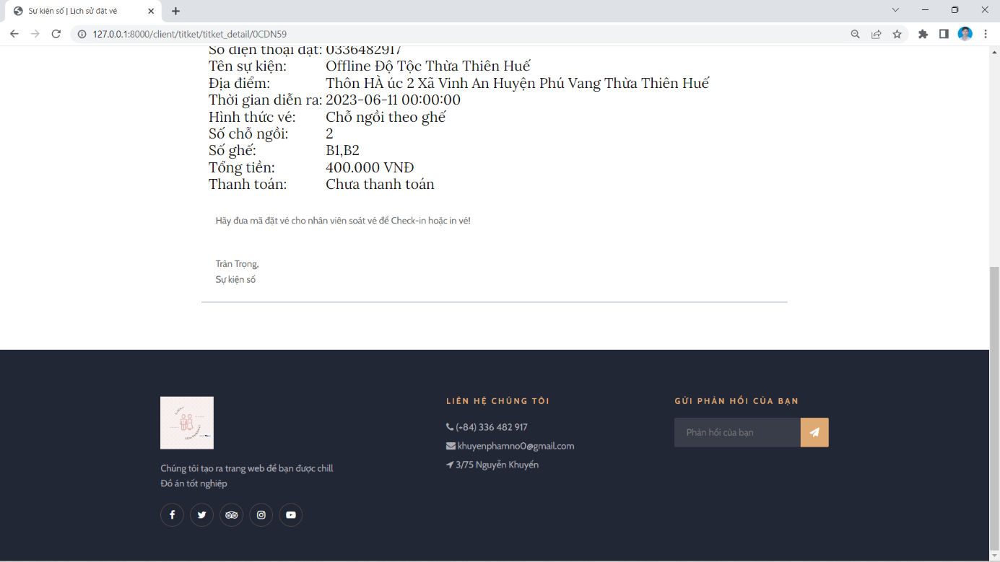 Sự kiện số | Lịch sử đặt vé
127.0.0.1:8000/client/titket/titket_detail/0CDN59
Số điện thoại đặt: 0336482917
Tên sự kiện: Offline Độ Tộc Thừa Thiên Huế
Địa điểm: Thôn HÀ úc 2 Xã Vinh An Huyện Phú Vang Thừa Thiên Huế
Thời gian diễn ra: 2023-06-11 00:00:00
Hình thức vé: Chỗ ngồi theo ghế
Số chỗ ngồi: 2
Số ghế: B1,B2
Tổng tiền: 400.000 VNĐ
Thanh toán: Chưa thanh toán
Hãy đưa mã đặt vé cho nhân viên soát vé để Check-in hoặc in vé!
Trân Trọng,
Sự kiện số
Chúng tôi tạo ra trang web để bạn được chill
Đồ án tốt nghiệp
LIÊN HỆ CHÚNG TÔI
(+84) 336 482 917
khuyenphamno0@gmail.com
3/75 Nguyễn Khuyến
GỬI PHẢN HỒI CỦA BẠN
Phản hồi của bạn